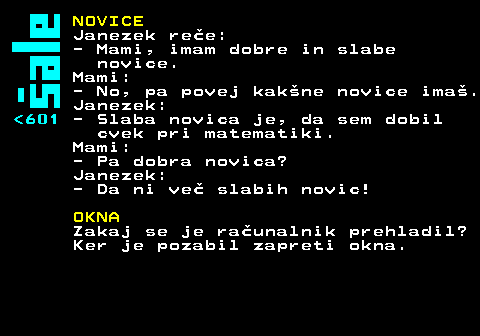 šale
<601
NOVICE
Janezek reče:
- Mami, imam dobre in slabe
novice.
Mami:
- No, pa povej kakšne novice imaš.
Janezek:
- Slaba novica je, da sem dobil
cvek pri matematiki.
Mami:
- Pa dobra novica?
Janezek:
- Da ni več slabih novic!
OKNA
Zakaj se je računalnik prehladil?
Ker je pozabil zapreti okna.